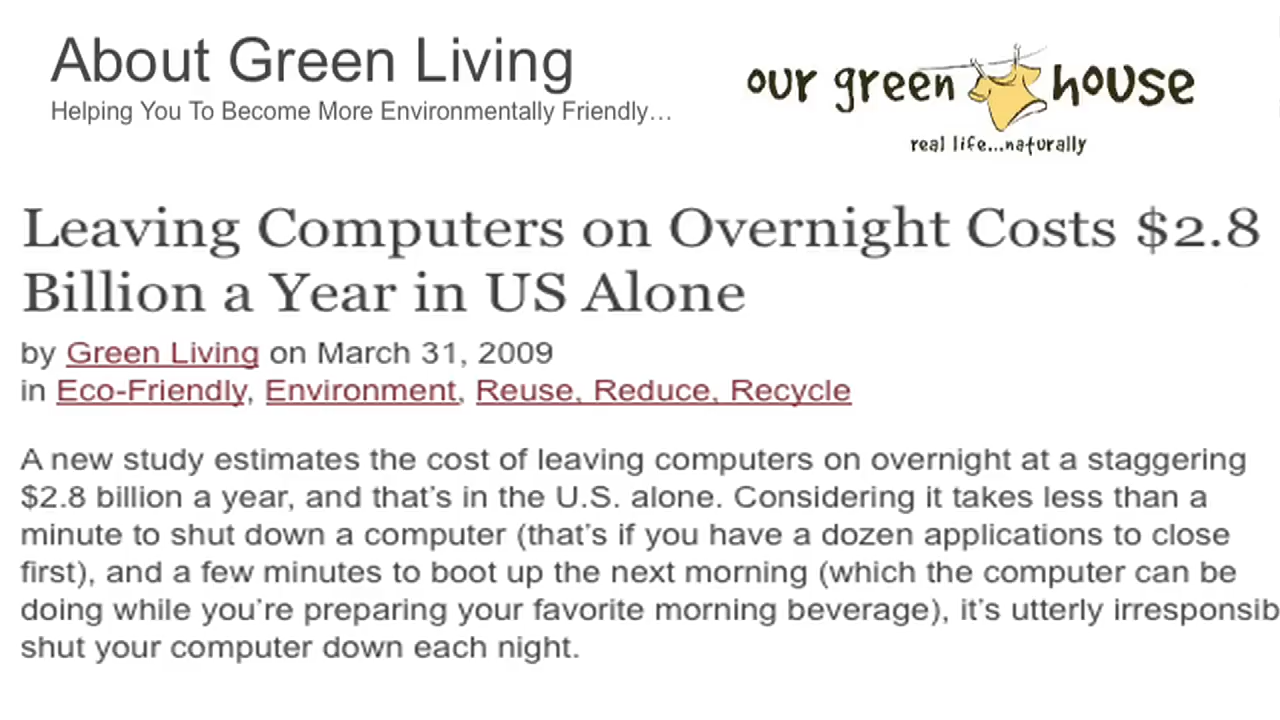 About Green Living
Helping You To Become More Environmentally Friendly…
our green house
real life...naturally
Leaving Computers on Overnight Costs $2.8
Billion a Year in US Alone
by Green Living on March 31, 2009
in Eco-Friendly, Environment, Reuse, Reduce, Recycle
A new study estimates the cost of leaving computers on overnight at a staggering
$2.8 billion a year, and that’s in the U.S. alone. Considering it takes less than a
minute to shut down a computer (that’s if you have a dozen applications to close
first), and a few minutes to boot up the next morning (which the computer can be
doing while you’re preparing your favorite morning beverage), it’s utterly irresponsib
shut your computer down each night.